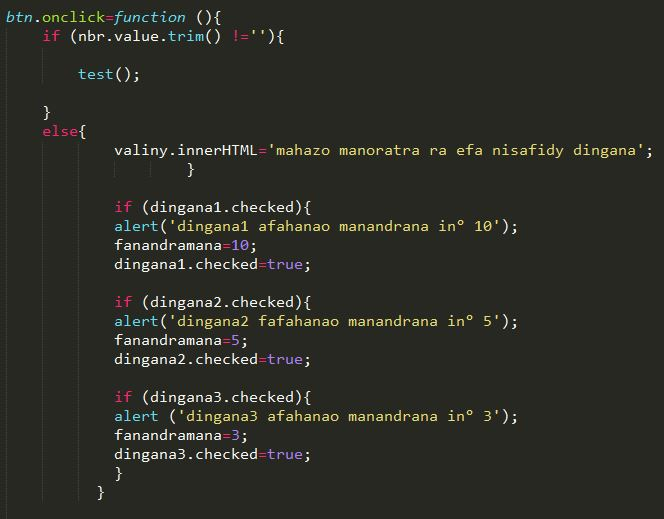 btn.onclick=function (){
if (nbr.value.trim() !=''){
test();
}
else{
valiny.innerHTML='mahazo manoratra ra efa nisafidy dingana';
}
if (dingana1.checked){
alert('dingana1 afahanao manandrana in° 10');
fanandramana=10;
dingana1.checked=true;
if (dingana2.checked){
alert('dingana2 fafahanao manandrana in° 5');
fanandramana=5;
dingana2.checked=true;
if (dingana3.checked){
alert ('dingana3 afahanao manandrana in° 3');
fanandramana=3;
dingana3.checked=true;
}
}